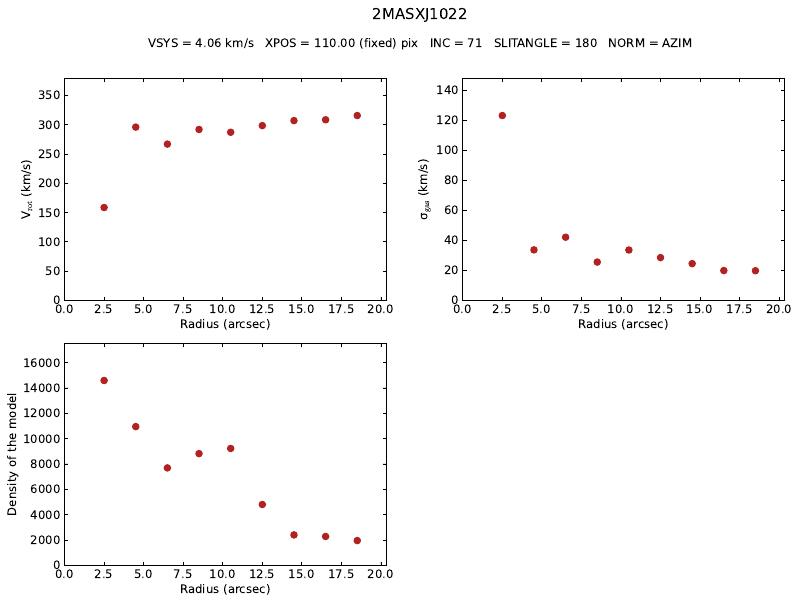 2MASXJ1022
VSYS = 4.06 km/s VXPOS = 110.00 (fixed) pix INC = 71 SLITANGLE = 180 NORM = AZIM
350
300
250
200
150
100
50
0
V_rot (km/s)
0.0 2.5 5.0 7.5 10.0 12.5 15.0 17.5 20.0
Radius (arcsec)
140
120
100
80
60
40
20
0
σ_gas (km/s)
0.0 2.5 5.0 7.5 10.0 12.5 15.0 17.5 20.0
Radius (arcsec)
16000
14000
12000
10000
8000
6000
4000
2000
0
Density of the model
0.0 2.5 5.0 7.5 10.0 12.5 15.0 17.5 20.0
Radius (arcsec)